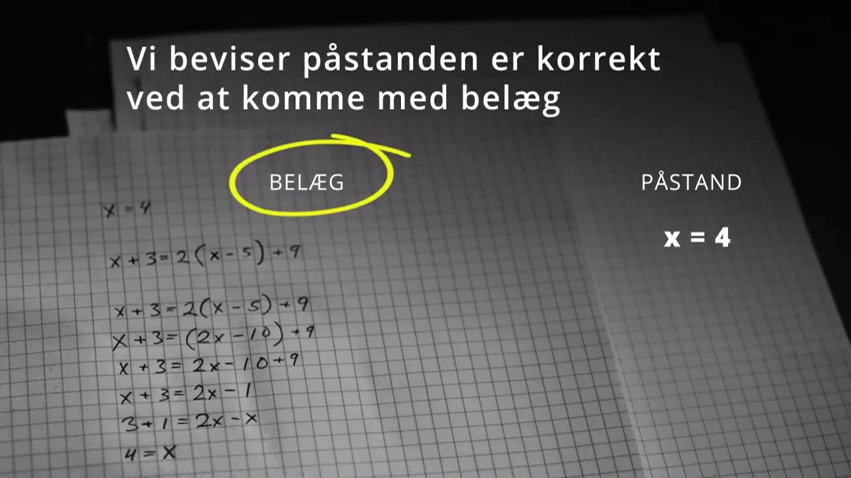 Vi beviser påstanden er korrekt
ved at komme med belæg
BELÆG
PÅSTAND
x = 4
x = 4
x + 3 = 2(x - 5) + 9
x + 3 = 2(x - 5) + 9
x + 3 = (2x - 10) + 9
x + 3 = 2x - 10 + 9
x + 3 = 2x - 1
3 + 1 = 2x - x
4 = x